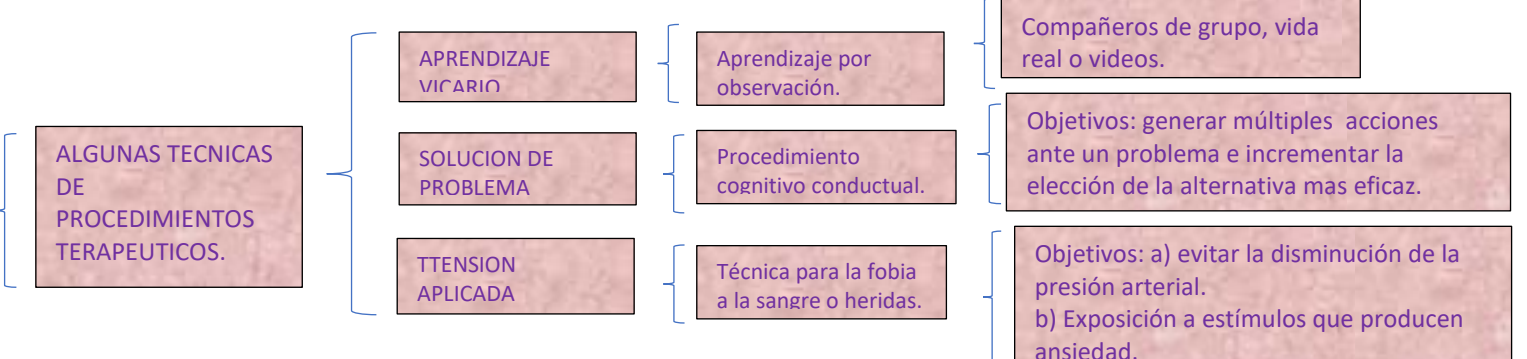 ALGUNAS TECNICAS
DE
PROCEDIMIENTOS
TERAPEUTICOS.
APRENDIZAJE
VICARIO
Aprendizaje por
observación.
Compañeros de grupo, vida
real o videos.
SOLUCION DE
PROBLEMA
Procedimiento
cognitivo conductual.
Objetivos: generar múltiples  acciones
ante un problema e incrementar la
elección de la alternativa mas eficaz.
TTENSION
APLICADA
Técnica para la fobia
a la sangre o heridas.
Objetivos: a) evitar la disminución de la
presión arterial.
b) Exposición a estímulos que producen
ansiedad.